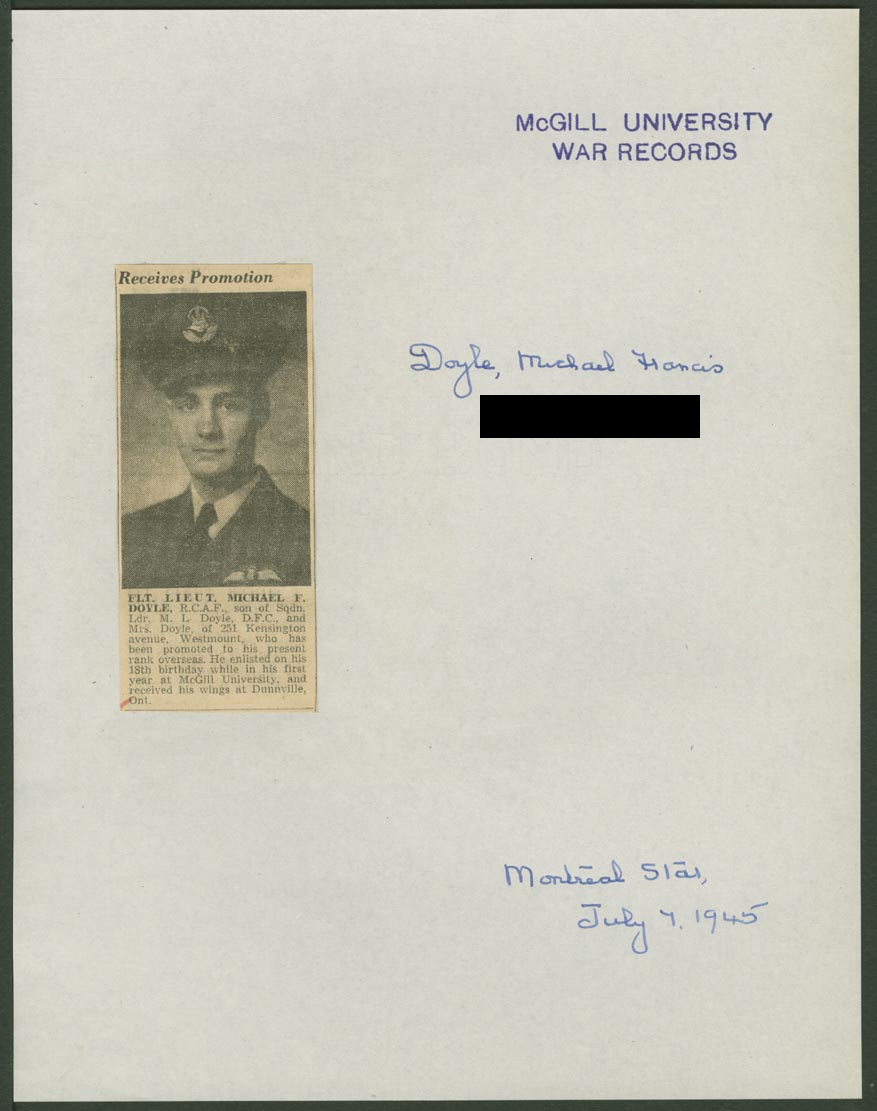 McGILL UNIVERSITY
WAR RECORDS
Receives Promotion
Doyle, Michael Francis
FLT. LIEUT. MICHAEL F.
DOYLE, R.C.A.F., son of Sqdn.
Ldr. M. L. Doyle, D.F.C., and
Mrs. Doyle, of 251 Kensington
avenue, Westmount, who has
been promoted to his present
rank overseas. He enlisted on his
18th birthday while in his first
year at McGill University, and
received his wings at Dunnville,
Ont.
Montreal Star,
July 7, 1945